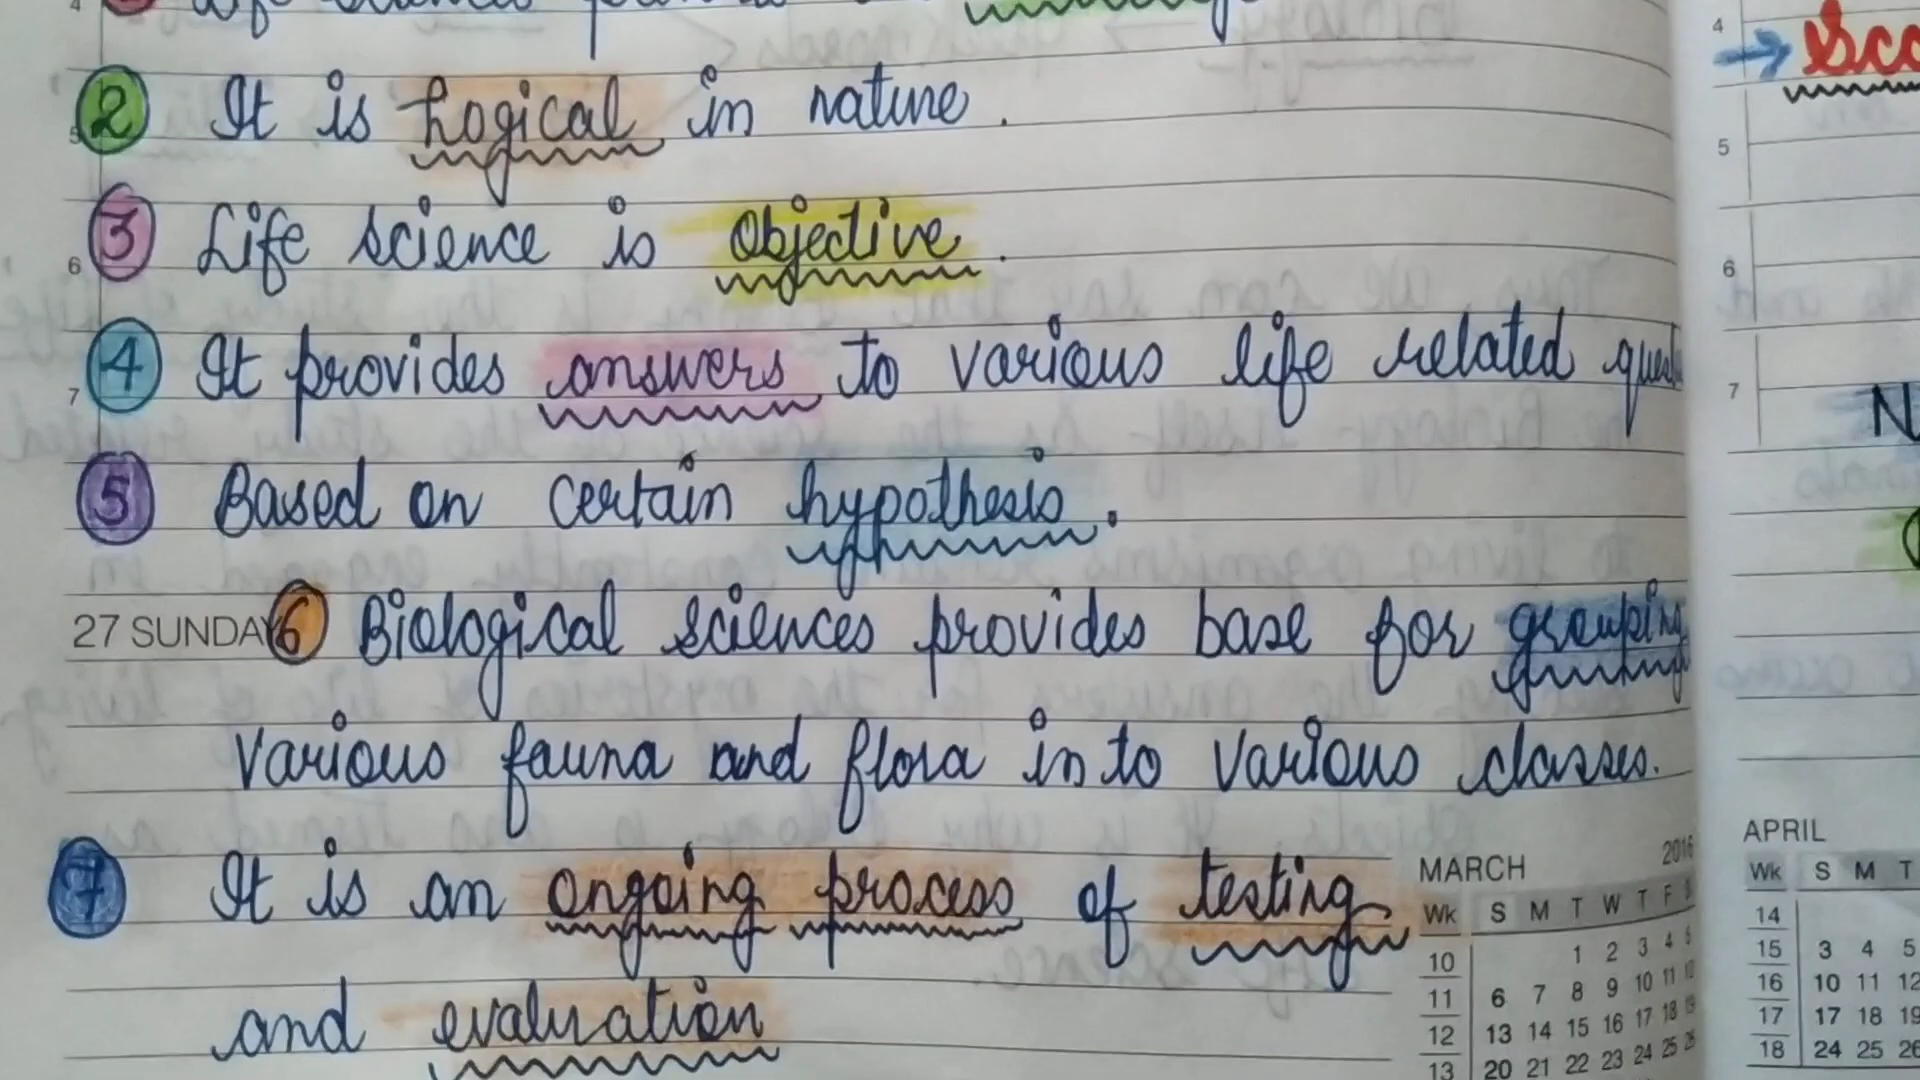 2 It is Logical in nature.
3 Life science is objective.
4 It provides answers to various life related
5 Based on certain hypothesis.
27 SUNDAY 6 Biological sciences provides base for grouping
various fauna and flora in to various classes.
7 It is an ongoing process of testing
and evaluation
MARCH 2016
Wk S M T W T F S
10 1 2 3 4 5
11 6 7 8 9 10 11 12
12 13 14 15 16 17 18 19
13 20 21 22 23 24 25 26
4
5
6
7
APRIL
Wk S M T
14
15 3 4 5
16 10 11 12
17 17 18 19
18 24 25 26